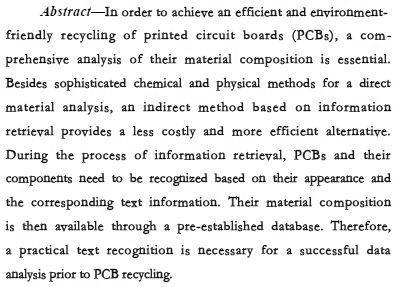 Abstract—In order to achieve an efficient and environment-
friendly recycling of printed circuit boards (PCBs), a com-
prehensive analysis of their material composition is essential.
Besides sophisticated chemical and physical methods for a direct
material analysis, an indirect method based on information
retrieval provides a less costly and more efficient alternative.
During the process of information retrieval, PCBs and their
components need to be recognized based on their appearance and
the corresponding text information. Their material composition
is then available through a pre-established database. Therefore,
a practical text recognition is necessary for a successful data
analysis prior to PCB recycling.